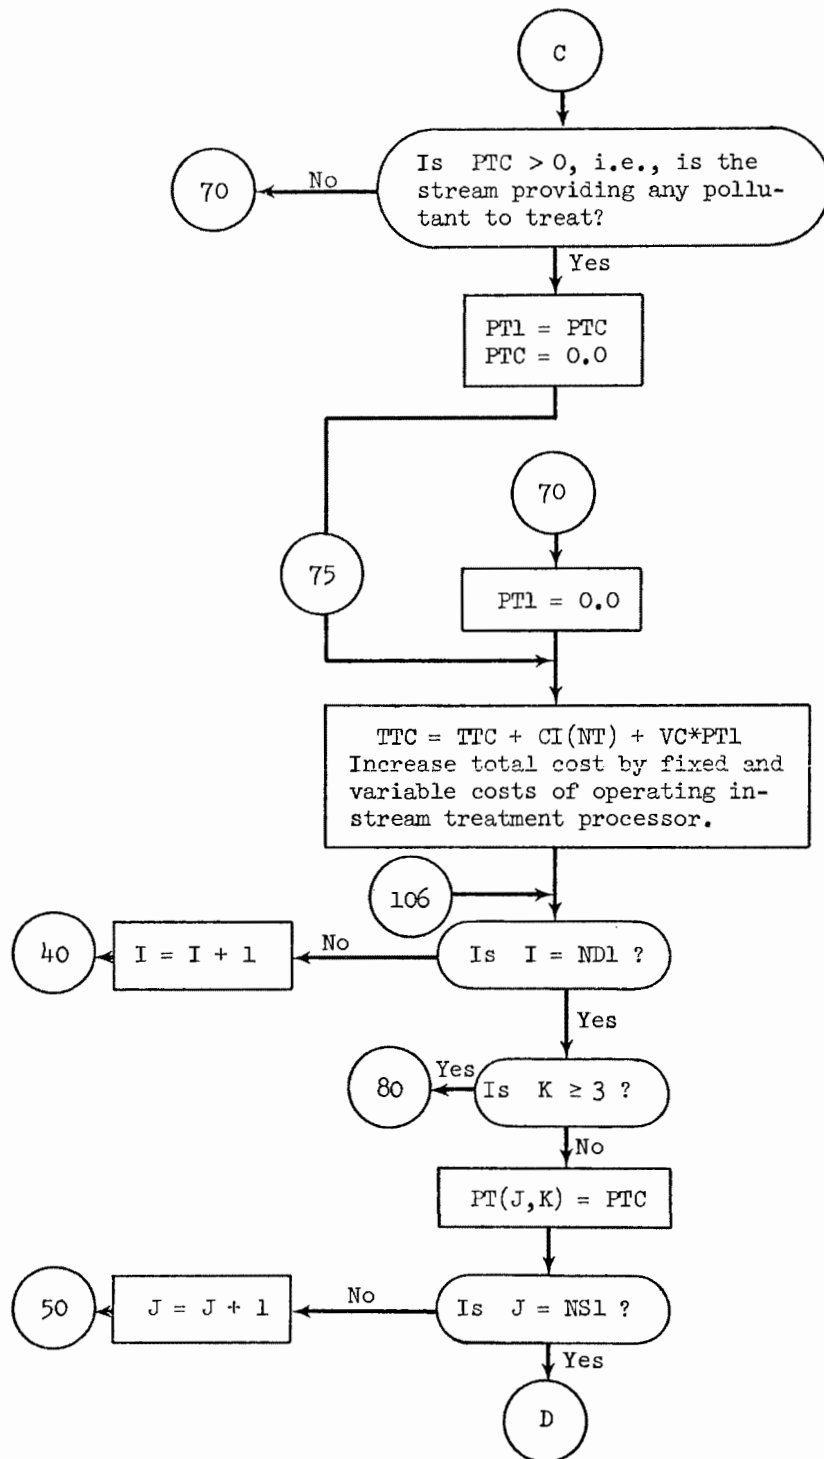 C
Is PTC > 0, i.e., is the
stream providing any pollu-
tant to treat?
No
70
Yes
PT1 = PTC
PTC = 0.0
70
75
PT1 = 0.0
TTC = TTC + CI(NT) + VC*PT1
Increase total cost by fixed and
variable costs of operating in-
stream treatment processor.
106
40
I = I + 1
No
Is I = ND1 ?
Yes
80
Yes
Is K ≥ 3 ?
No
PT(J,K) = PTC
50
J = J + 1
No
Is J = NS1 ?
Yes
D